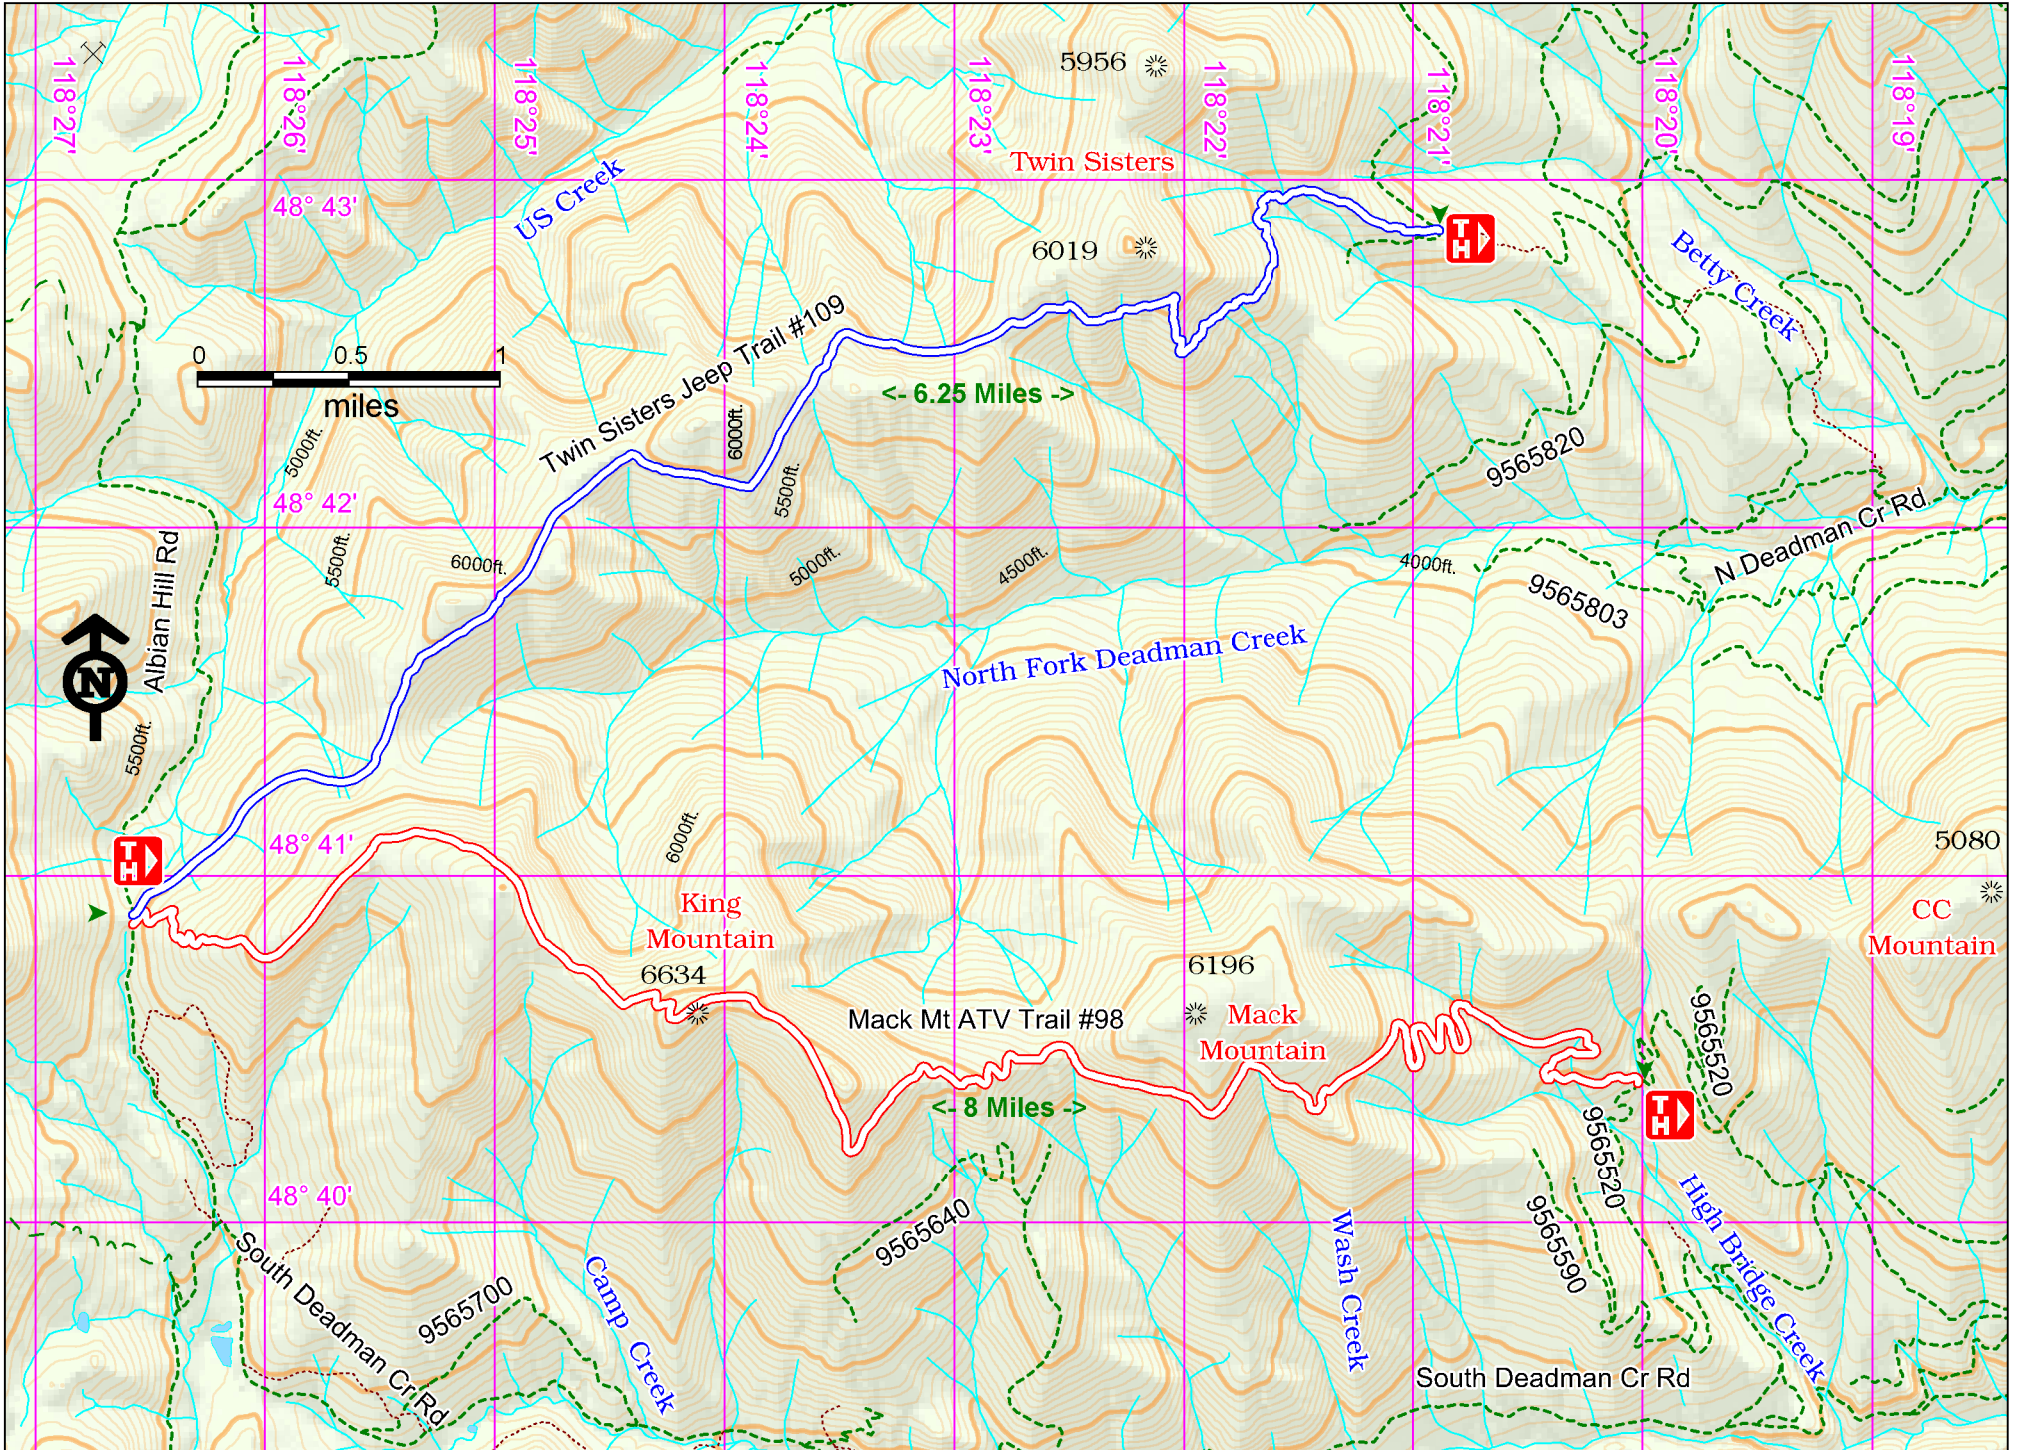 118°27'
118°26'
118°25'
118°24'
118°23'
118°22'
118°21'
118°20'
118°19'
5956
Twin Sisters
US Creek
48° 43'
6019
TH
Betty Creek
0 0.5 1
miles
Twin Sisters Jeep Trail #109
<- 6.25 Miles ->
5000ft.
6000ft.
5500ft.
9565820
48° 42'
N Deadman Cr Rd
Albian Hill Rd
5500ft.
6000ft.
5000ft.
4500ft.
4000ft.
9565803
N
North Fork Deadman Creek
5500ft.
6000ft.
48° 41'
TH
5080
King
Mountain
CC
Mountain
6634
6196
Mack Mt ATV Trail #98
Mack
Mountain
9565520
<- 8 Miles ->
TH
9565520
48° 40'
9565640
9565590
High Bridge Creek
Wash Creek
South Deadman Cr Rd
9565700
Camp Creek
South Deadman Cr Rd